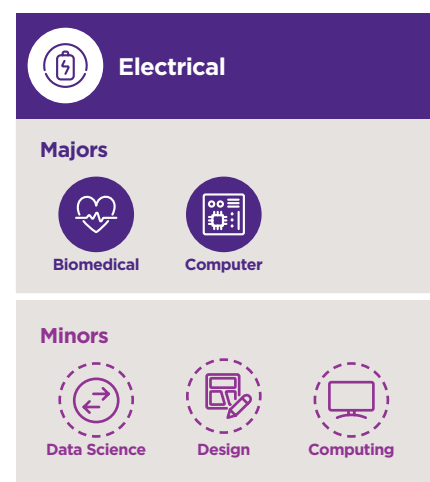 Electrical
Majors
Biomedical Computer
Minors
Data Science Design Computing